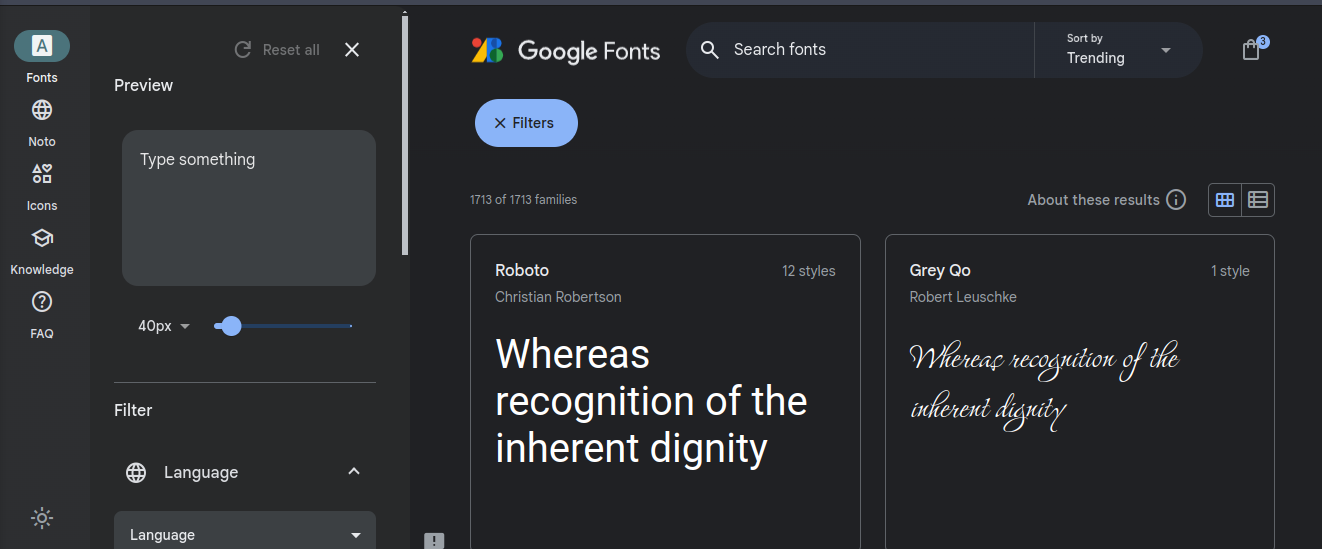 A
Fonts
Noto
Icons
Knowledge
FAQ
Reset all
Preview
Type something
40px
Filter
Language
Language
Google Fonts
Search fonts
Sort by
Trending
3
Filters
1713 of 1713 families
About these results
Roboto
12 styles
Christian Robertson
Whereas
recognition of the
inherent dignity
Grey Qo
1 style
Robert Leuschke
Whereas recognition of the
inherent dignity